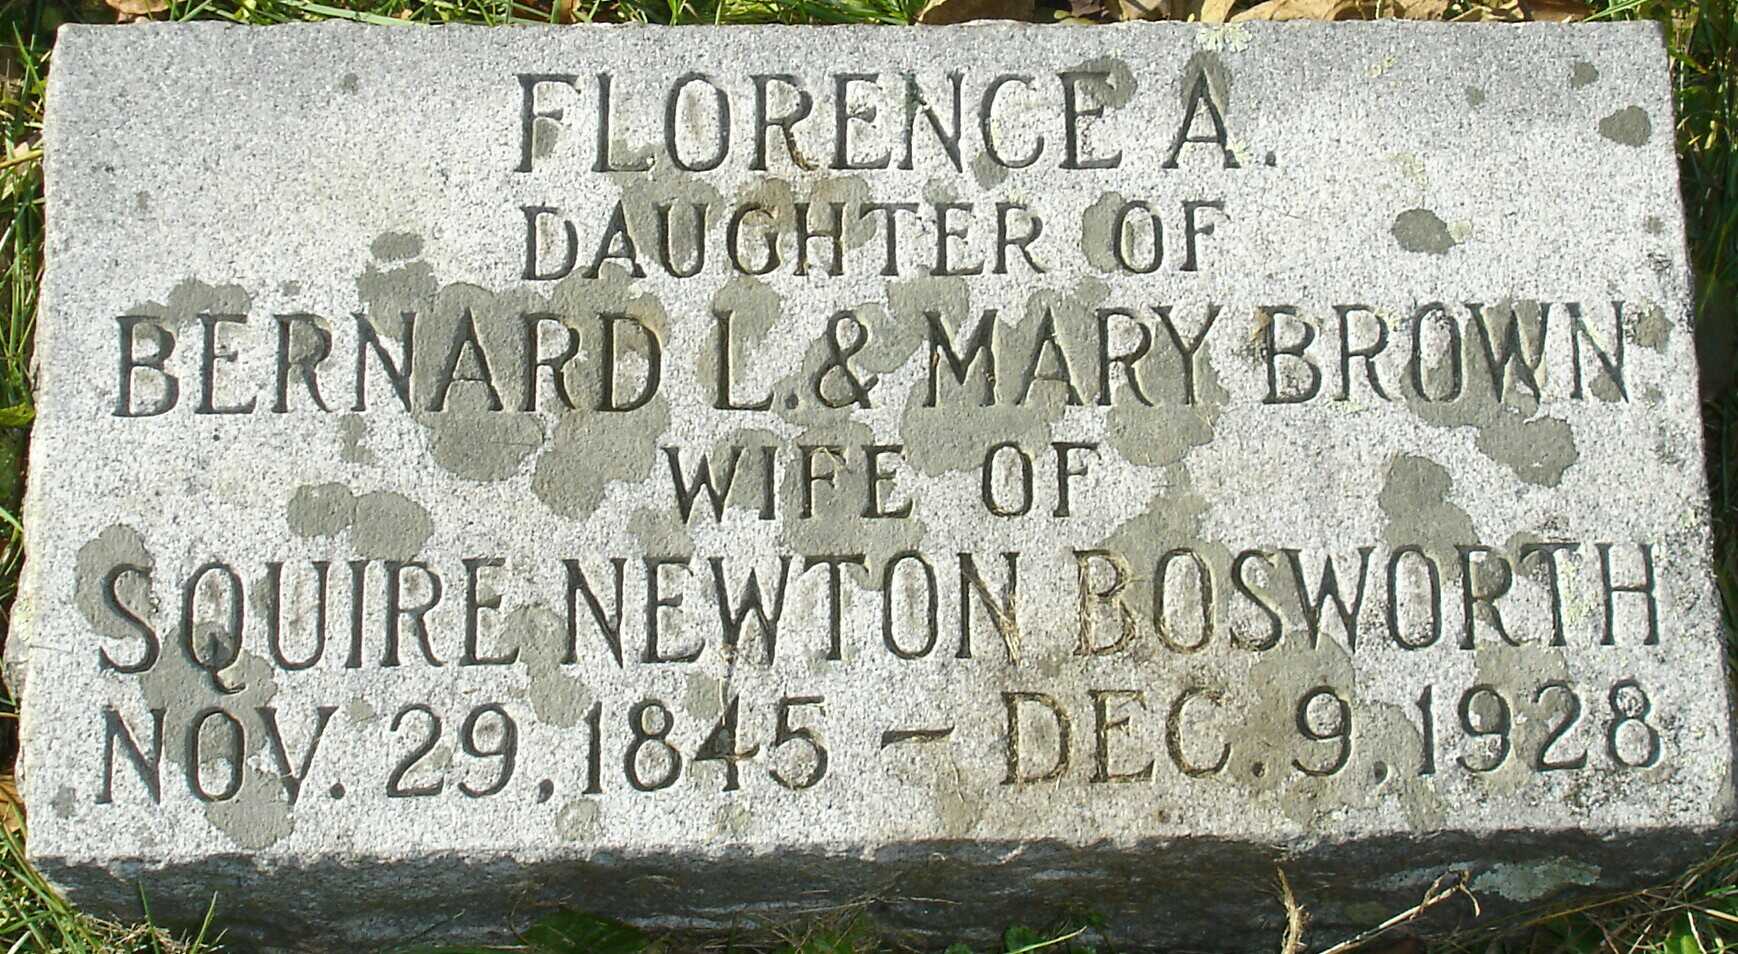 FLORENCE A.
DAUGHTER OF
BERNARD L. & MARY BROWN
WIFE OF
SQUIRE NEWTON BOSWORTH
NOV. 29, 1845 – DEC. 9, 1928